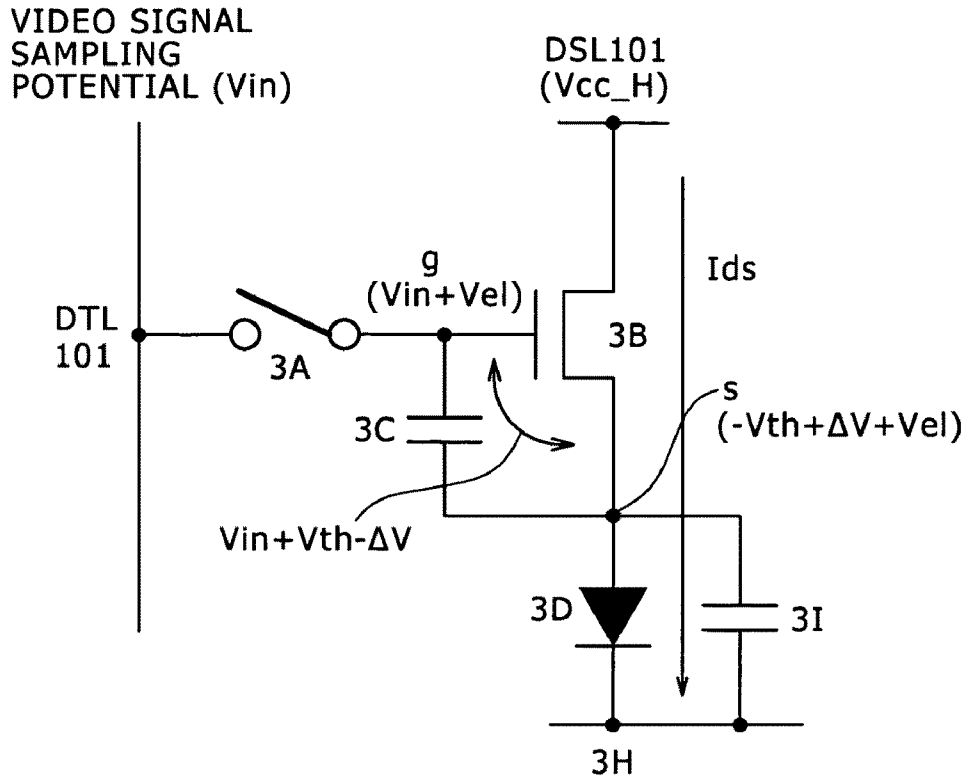 VIDEO SIGNAL
SAMPLING
POTENTIAL (Vin)
DSL101
(Vcc_H)
g
(Vin+Vel)
Ids
DTL
101
3A
3B
3C
s
(-Vth+ΔV+Vel)
Vin+Vth-ΔV
3D
3I
3H